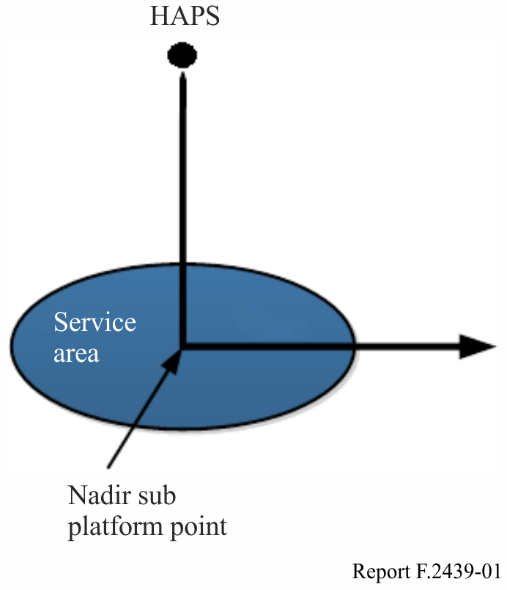 HAPS
Service
area
Nadir sub
platform point
Report F.2439-01